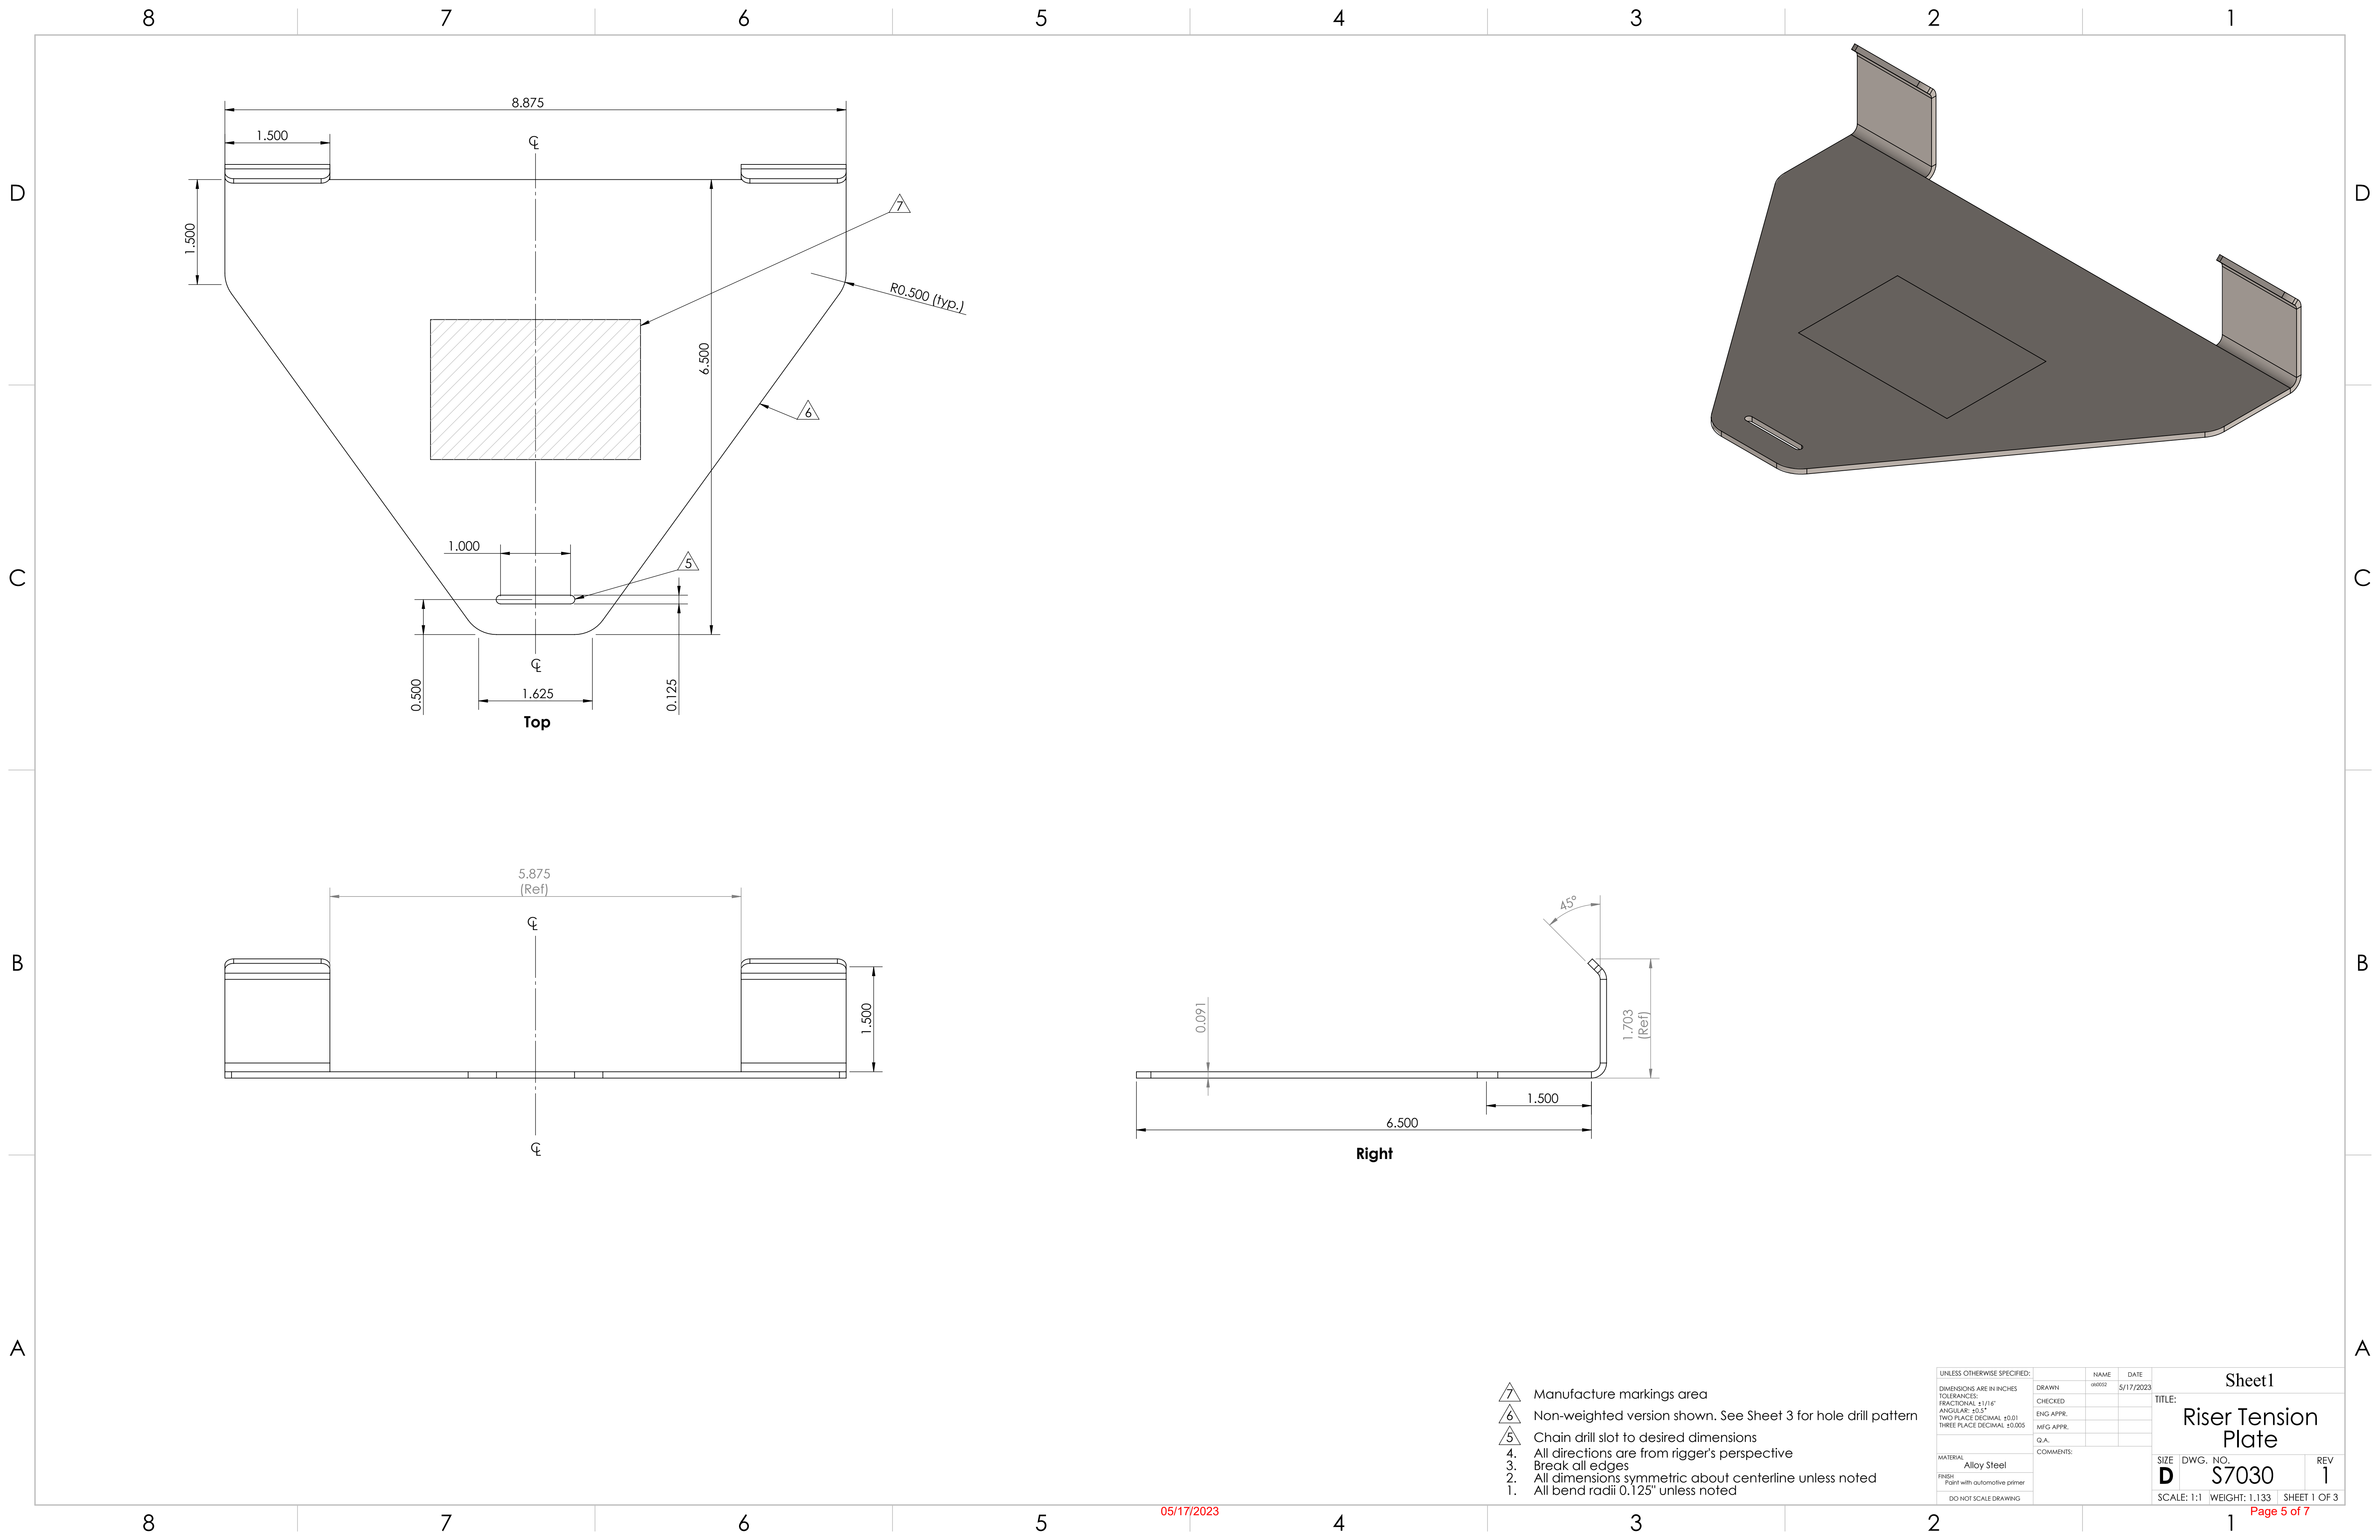 8 7 6 5 4 3 2 1
D
D
C
C
B
B
A
A
8.875
1.500
℄
7
1.500
R0.500 (typ.)
6.500
6
1.000
5
℄
0.500
1.625
0.125
Top
5.875
(Ref)
℄
1.500
℄
45°
0.091
1.703
(Ref)
1.500
6.500
Right
7 Manufacture markings area
6 Non-weighted version shown. See Sheet 3 for hole drill pattern
5 Chain drill slot to desired dimensions
4. All directions are from rigger's perspective
3. Break all edges
2. All dimensions symmetric about centerline unless noted
1. All bend radii 0.125" unless noted
UNLESS OTHERWISE SPECIFIED:
DIMENSIONS ARE IN INCHES
TOLERANCES:
FRACTIONAL ±1/16"
ANGULAR: ±0.5°
TWO PLACE DECIMAL ±0.01
THREE PLACE DECIMAL ±0.005
MATERIAL
Alloy Steel
FINISH
Paint with automotive primer
DO NOT SCALE DRAWING
NAME DATE
DRAWN 5/17/2023
CHECKED
ENG APPR.
MFG APPR.
Q.A.
COMMENTS:
Sheet1
TITLE:
Riser Tension
Plate
SIZE DWG. NO. REV
D S7030 1
SCALE: 1:1 WEIGHT: 1.133 SHEET 1 OF 3
05/17/2023
Page 5 of 7
8 7 6 5 4 3 2 1